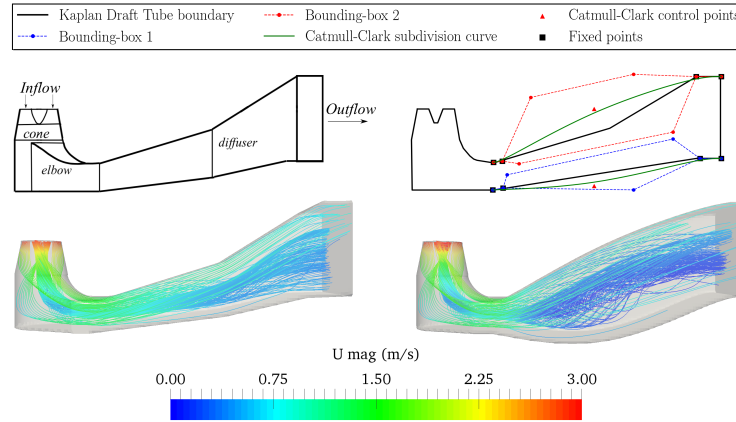 Kaplan Draft Tube boundary Bounding-box 2 Catmull-Clark control points
Bounding-box 1 Catmull-Clark subdivision curve Fixed points
Inflow
cone
elbow
diffuser
Outflow
U mag (m/s)
0.00 0.75 1.50 2.25 3.00